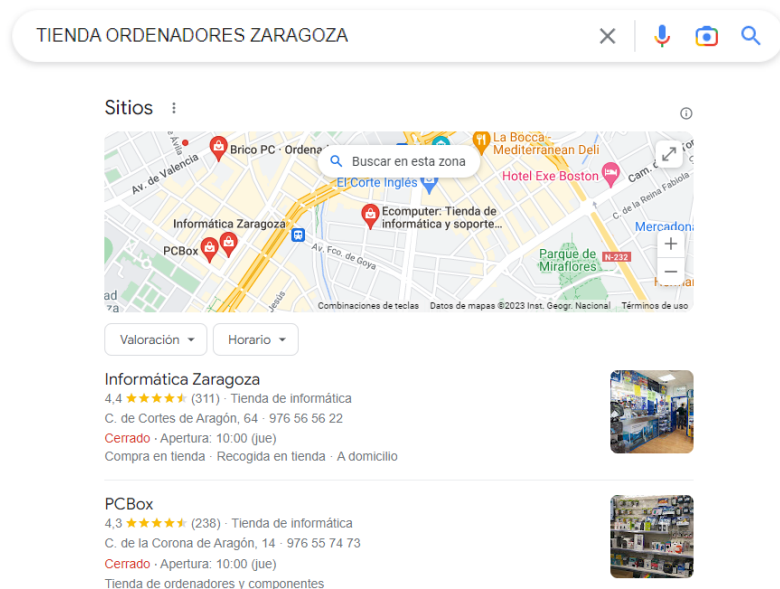 TIENDA ORDENADORES ZARAGOZA
Sitios
Av. de Valencia
Brico PC · Ordena
Buscar en esta zona
La Bocca -
Mediterranean Deli
El Corte Inglés
Hotel Exe Boston
C. de la Reina Fabiola
Ecomputer: Tienda de
informática y soporte...
Informática Zaragoza
PCBox
Av. Fco. de Goya
Mercadona
Parque de
Miraflores
N-232
Jesús
Combinaciones de teclas
Datos de mapas ©2023 Inst. Geogr. Nacional
Términos de uso
Valoración
Horario
Informática Zaragoza
4,4 (311) · Tienda de informática
C. de Cortes de Aragón, 64 · 976 56 56 22
Cerrado · Apertura: 10:00 (jue)
Compra en tienda · Recogida en tienda · A domicilio
PCBox
4,3 (238) · Tienda de informática
C. de la Corona de Aragón, 14 · 976 55 74 73
Cerrado · Apertura: 10:00 (jue)
Tienda de ordenadores y componentes